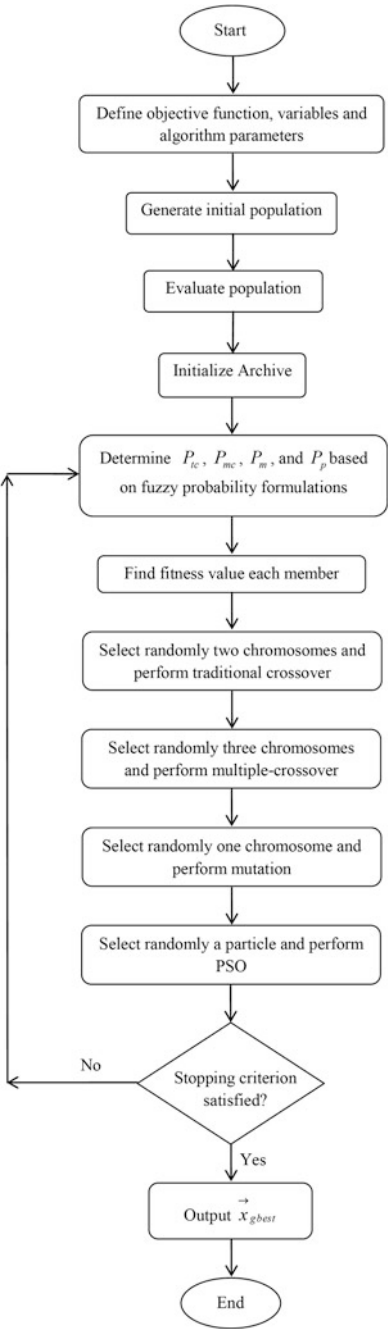 Start
Define objective function, variables and
algorithm parameters
Generate initial population
Evaluate population
Initialize Archive
Determine P_tc, P_mc, P_m, and P_p based
on fuzzy probability formulations
Find fitness value each member
Select randomly two chromosomes and
perform traditional crossover
Select randomly three chromosomes
and perform multiple-crossover
Select randomly one chromosome and
perform mutation
Select randomly a particle and perform
PSO
No
Stopping criterion
satisfied?
Yes
Output x⃗_gbest
End